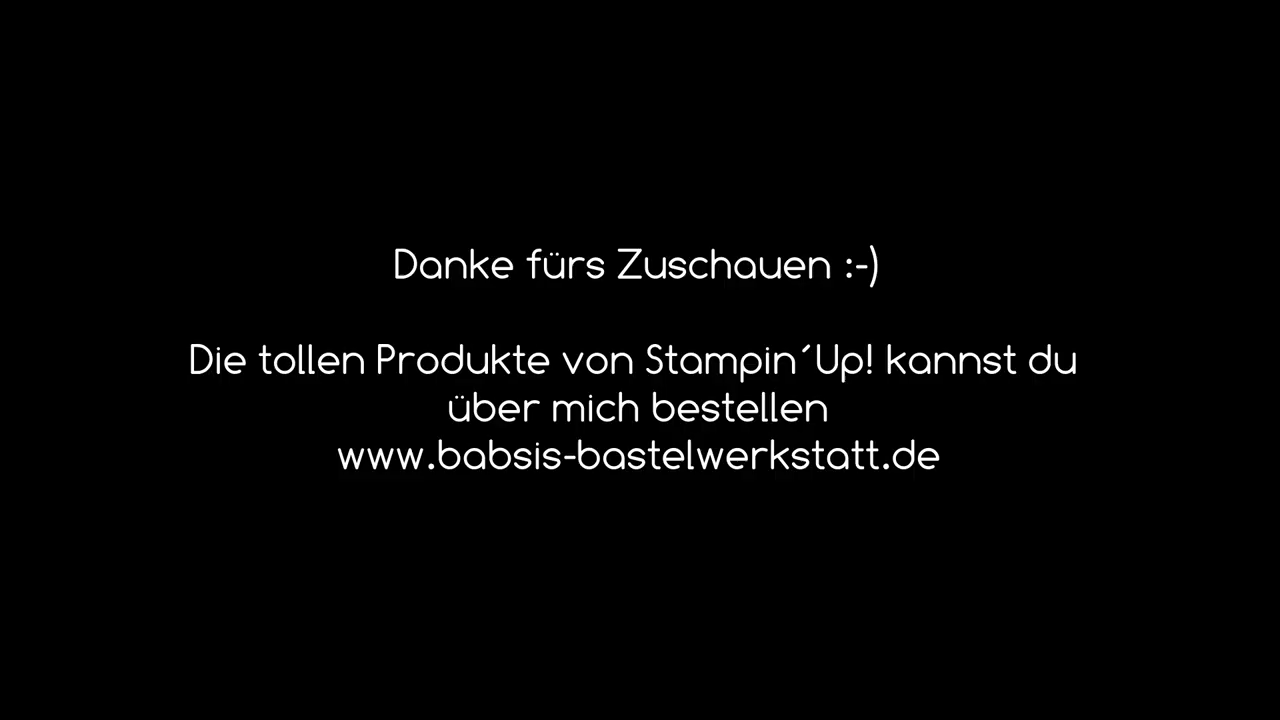 Danke fürs Zuschauen :-)
Die tollen Produkte von Stampin´Up! kannst du
über mich bestellen
www.babsis-bastelwerkstatt.de